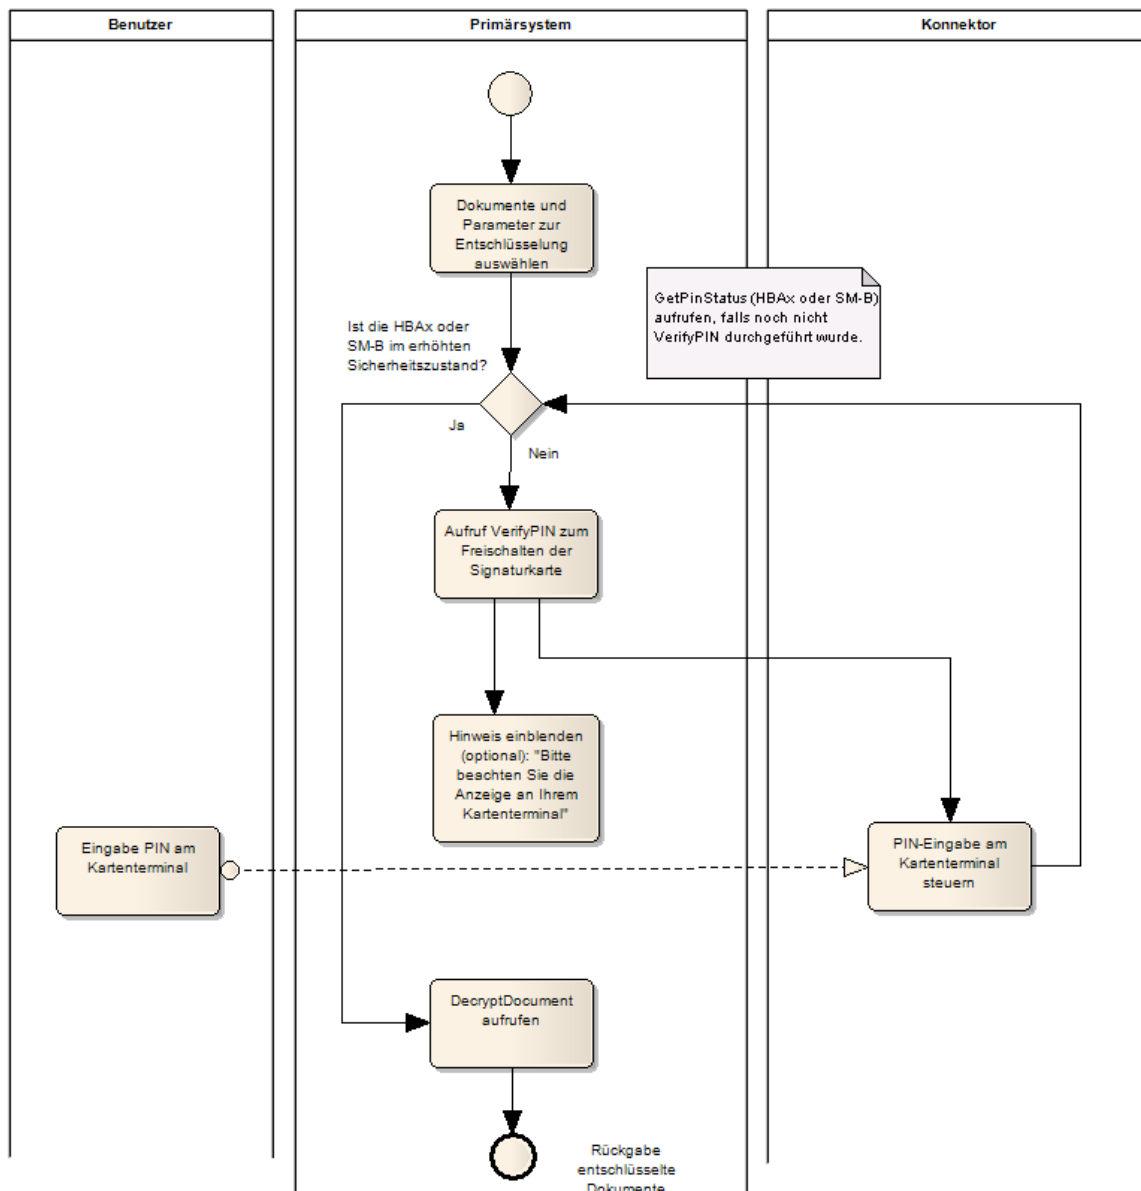 Benutzer
Primärsystem
Konnektor
Dokumente und
Parameter zur
Entschlüsselung
auswählen
GetPinStatus (HBAx oder SM-B)
aufrufen, falls noch nicht
VerifyPIN durchgeführt wurde.
Ist die HBAx oder
SM-B im erhöhten
Sicherheitszustand?
Ja
Nein
Aufruf VerifyPIN zum
Freischalten der
Signaturkarte
Hinweis einblenden
(optional): "Bitte
beachten Sie die
Anzeige an Ihrem
Kartenterminal"
Eingabe PIN am
Kartenterminal
PIN-Eingabe am
Kartenterminal
steuern
DecryptDocument
aufrufen
Rückgabe
entschlüsselte
Dokumente